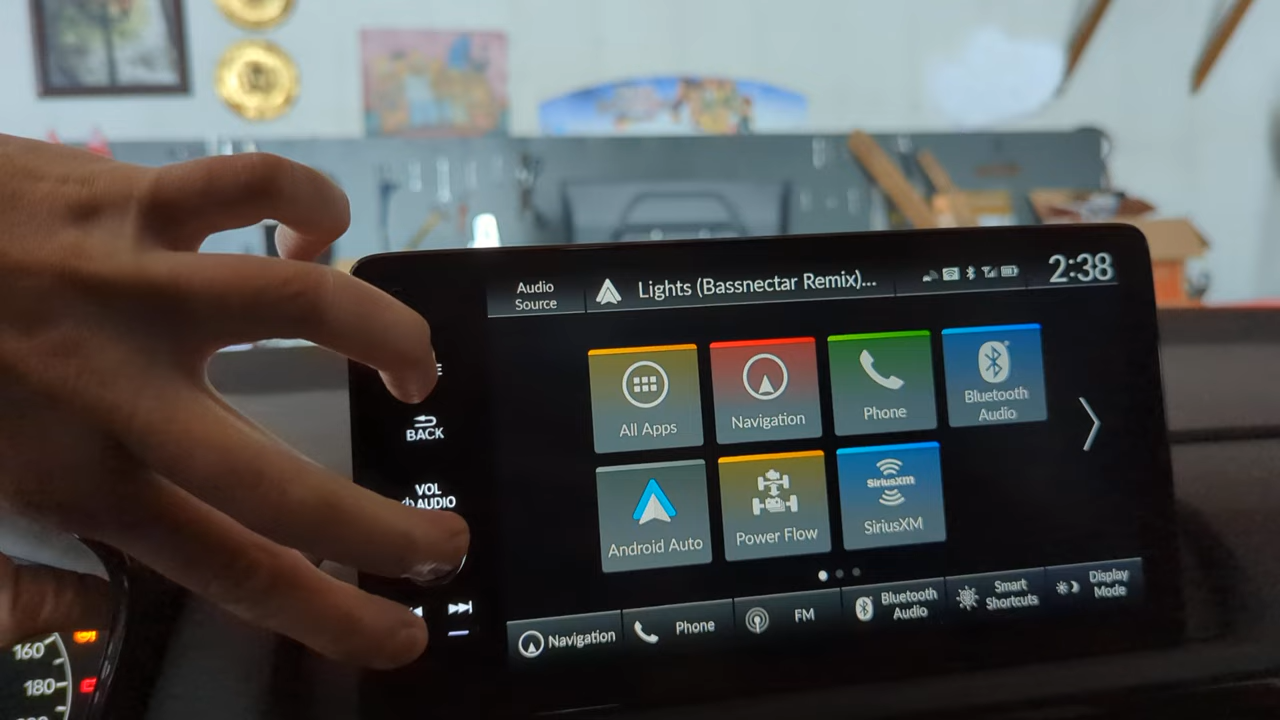 Audio
Source
Lights (Bassnectar Remix)...
2:38
BACK
VOL
AUDIO
All Apps
Navigation
Phone
Bluetooth
Audio
Android Auto
Power Flow
SiriusXM
SiriusXM
Navigation
Phone
FM
Bluetooth
Audio
Smart
Shortcuts
Display
Mode
160
180